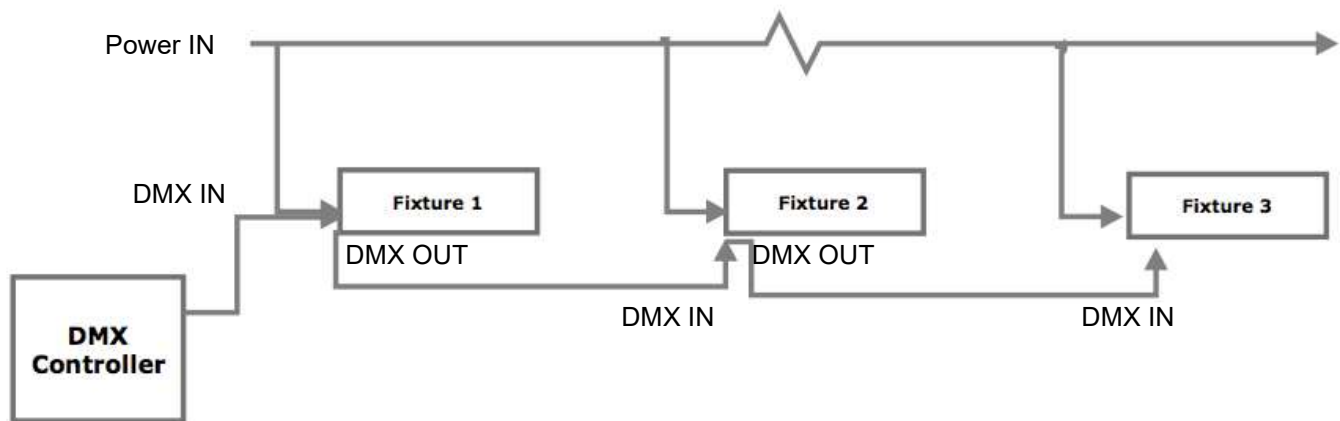 Power IN
DMX IN
Fixture 1
Fixture 2
Fixture 3
DMX OUT
DMX OUT
DMX IN
DMX IN
DMX
Controller